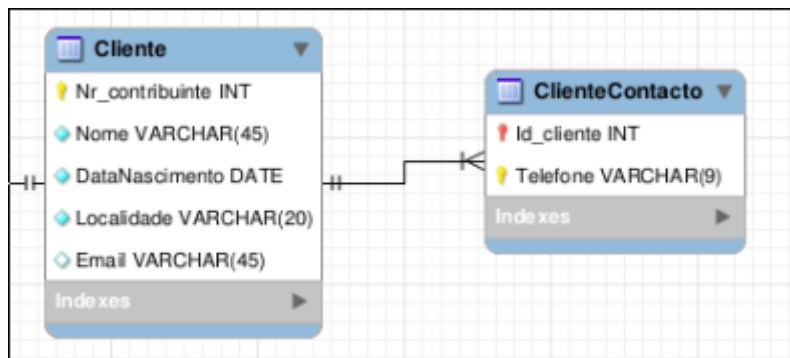 Cliente
Nr_contribuinte INT
Nome VARCHAR(45)
DataNascimento DATE
Localidade VARCHAR(20)
Email VARCHAR(45)
Indexes
ClienteContacto
Id_cliente INT
Telefone VARCHAR(9)
Indexes